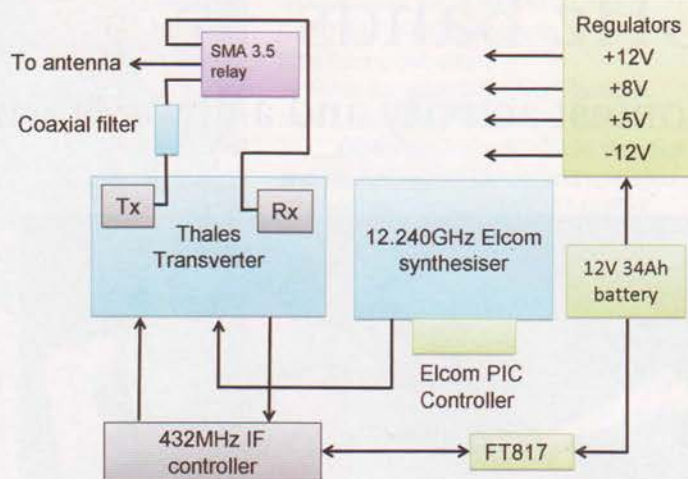 To antenna
SMA 3.5
relay
Coaxial filter
Tx
Rx
Thales
Transverter
12.240GHz Elcom
synthesiser
Elcom PIC
Controller
Regulators
+12V
+8V
+5V
-12V
12V 34Ah
battery
432MHz IF
controller
FT817